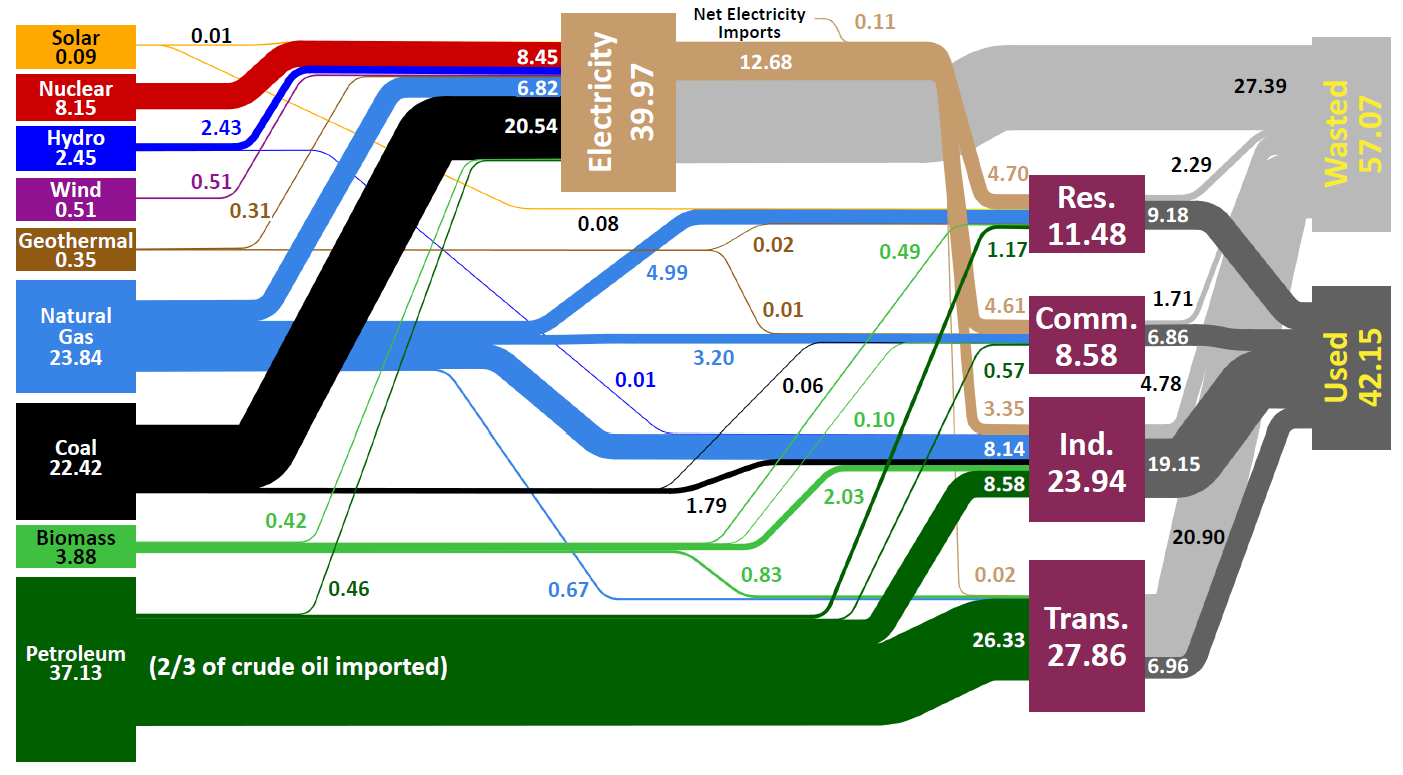 Solar
0.09
Nuclear
8.15
Hydro
2.45
Wind
0.51
Geothermal
0.35
Natural
Gas
23.84
Coal
22.42
Biomass
3.88
Petroleum
37.13
(2/3 of crude oil imported)
0.01
2.43
0.51
0.31
0.42
0.46
8.45
6.82
20.54
Electricity
39.97
Net Electricity
Imports
0.11
12.68
27.39
0.08
0.02
4.99
0.01
3.20
0.01
0.06
0.49
0.10
1.79
2.03
0.83
0.67
4.70
1.17
4.61
0.57
3.35
8.14
8.58
0.02
26.33
Res.
11.48
Comm.
8.58
Ind.
23.94
Trans.
27.86
2.29
9.18
1.71
6.86
4.78
19.15
20.90
6.96
Wasted
57.07
Used
42.15